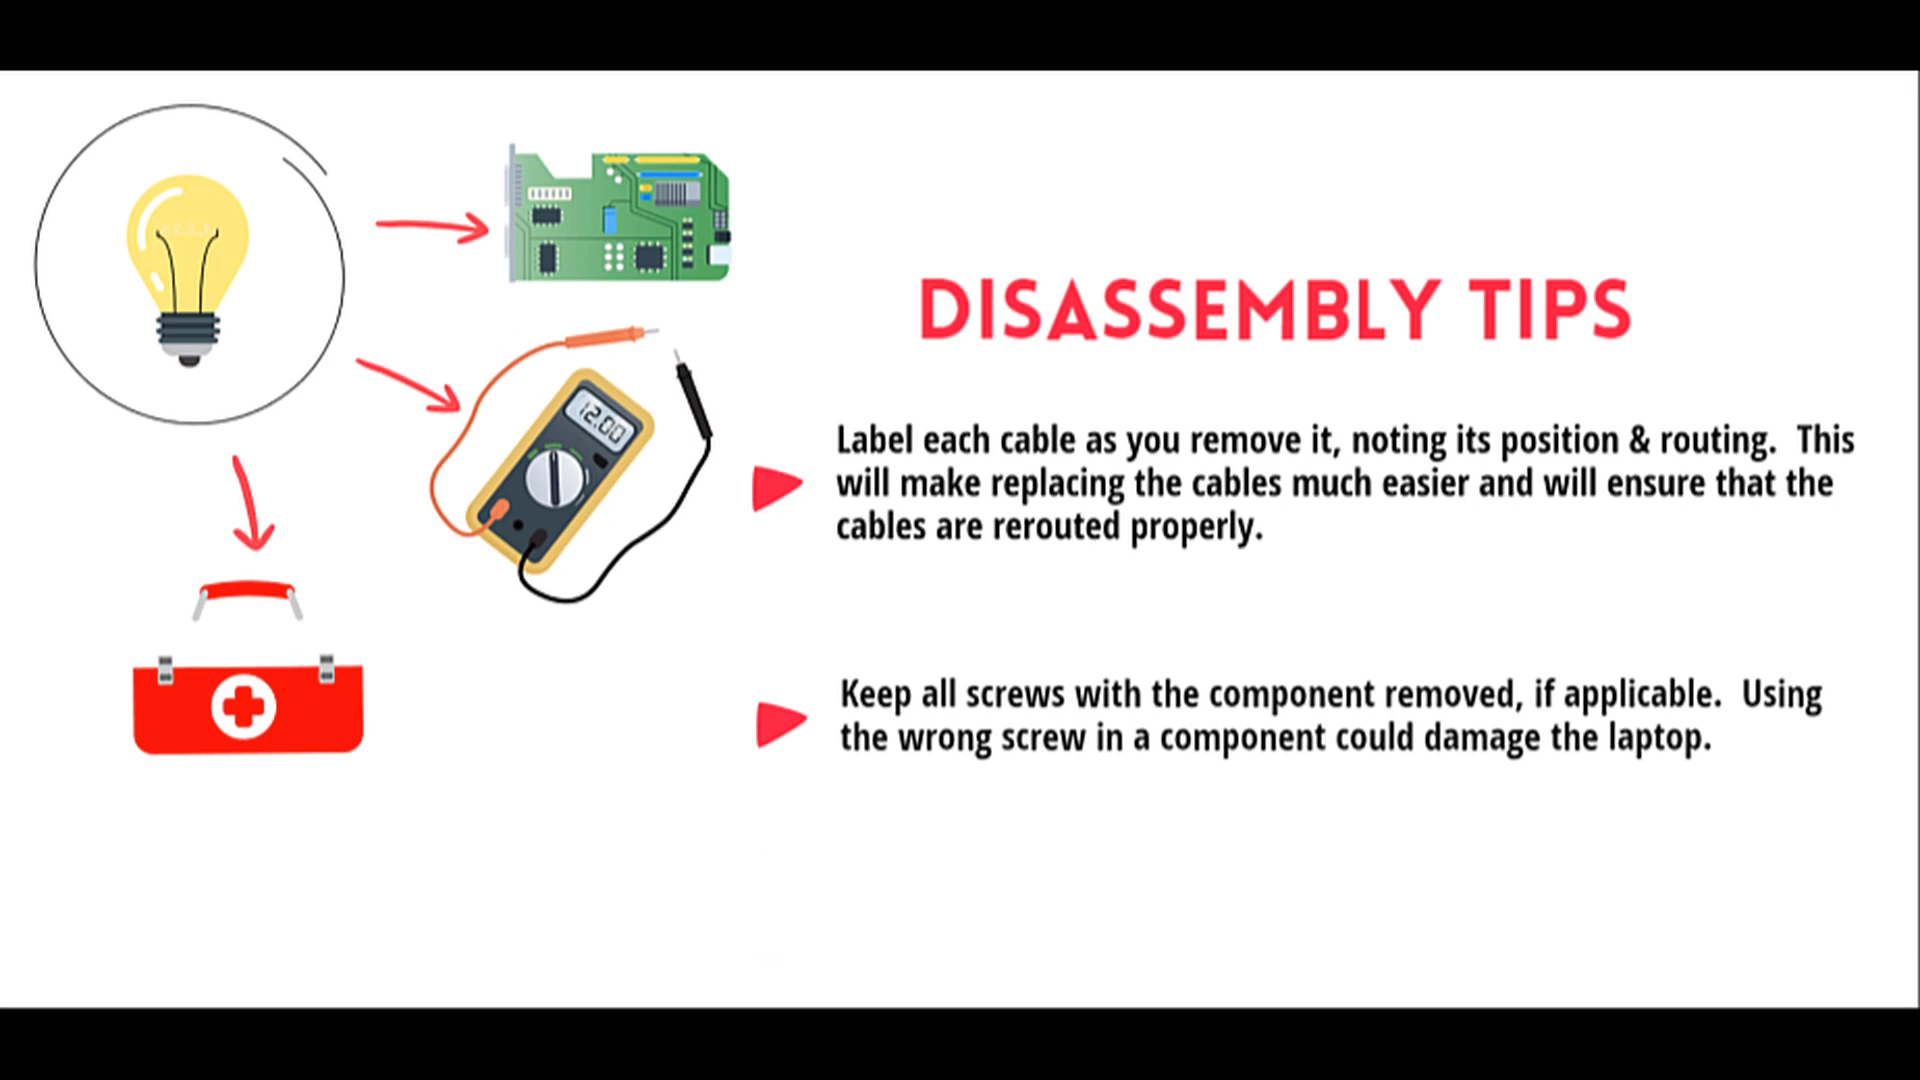 DISASSEMBLY TIPS
12.00
Label each cable as you remove it, noting its position & routing. This
will make replacing the cables much easier and will ensure that the
cables are rerouted properly.
Keep all screws with the component removed, if applicable. Using
the wrong screw in a component could damage the laptop.